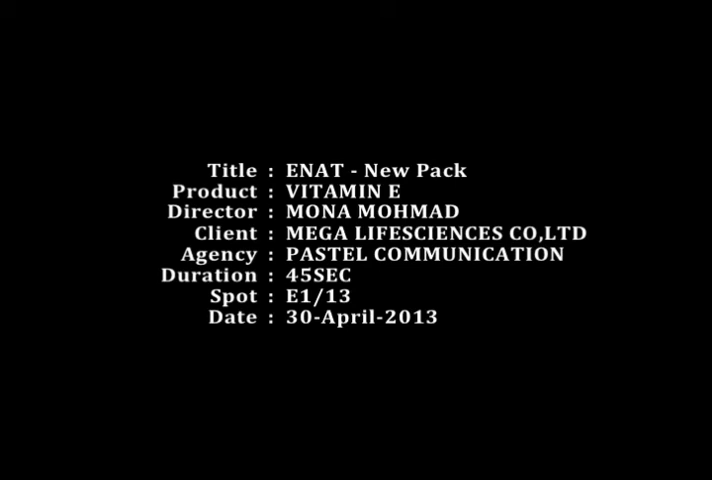 Title : ENAT - New Pack
Product : VITAMIN E
Director : MONA MOHMAD
Client : MEGA LIFESCIENCES CO,LTD
Agency : PASTEL COMMUNICATION
Duration : 45SEC
Spot : E1/13
Date : 30-April-2013